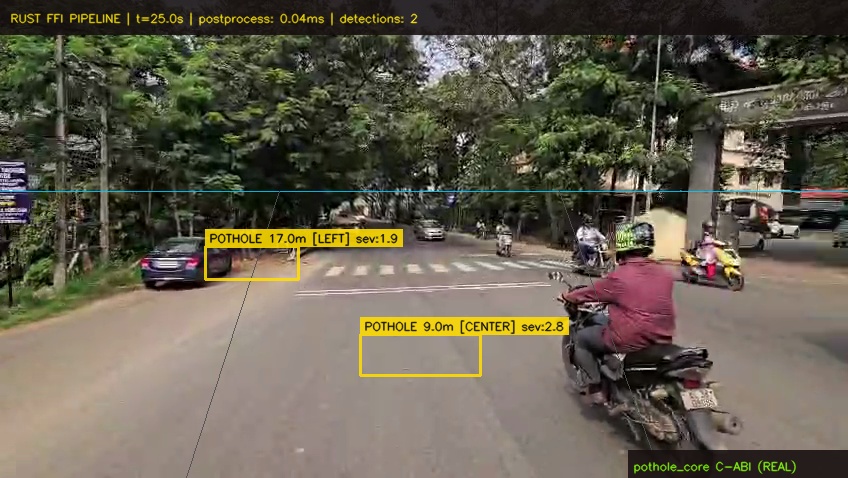 RUST FFI PIPELINE | t=25.0s | postprocess: 0.04ms | detections: 2
POTHOLE 17.0m [LEFT] sev:1.9
POTHOLE 9.0m [CENTER] sev:2.8
pothole_core C-ABI (REAL)